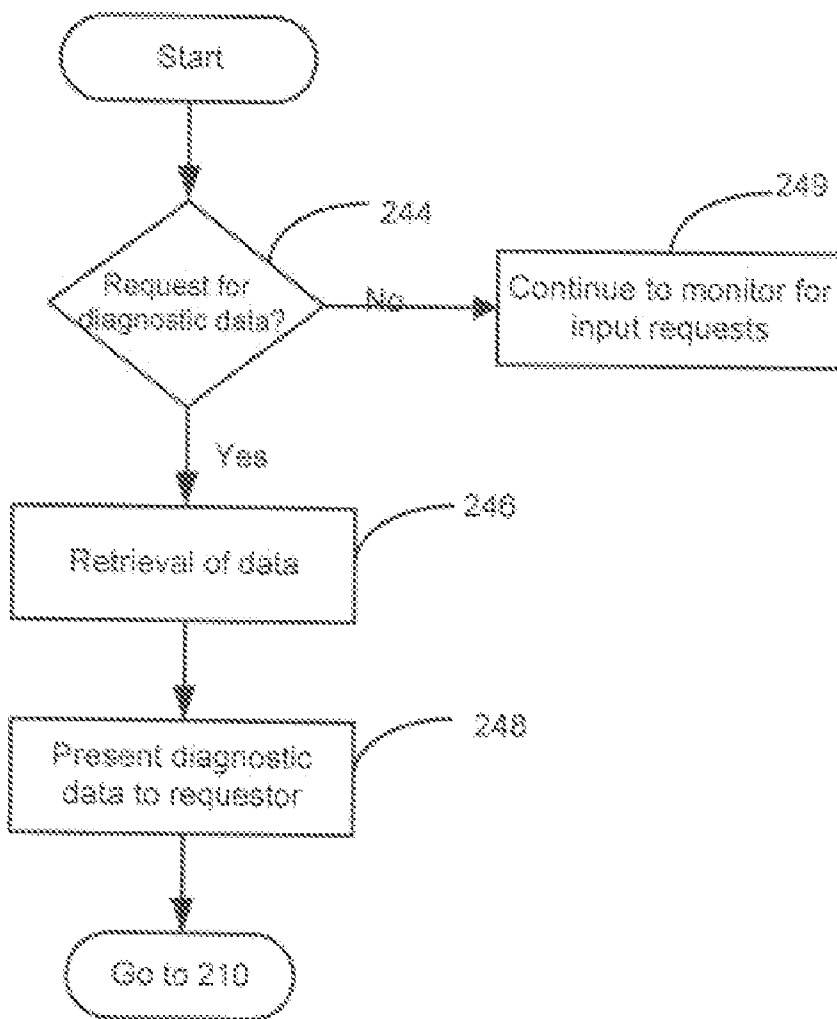 Start
244
249
Request for
diagnostic data?
No
Continue to monitor for
input requests
Yes
246
Retrieval of data
248
Present diagnostic
data to requestor
Go to 210